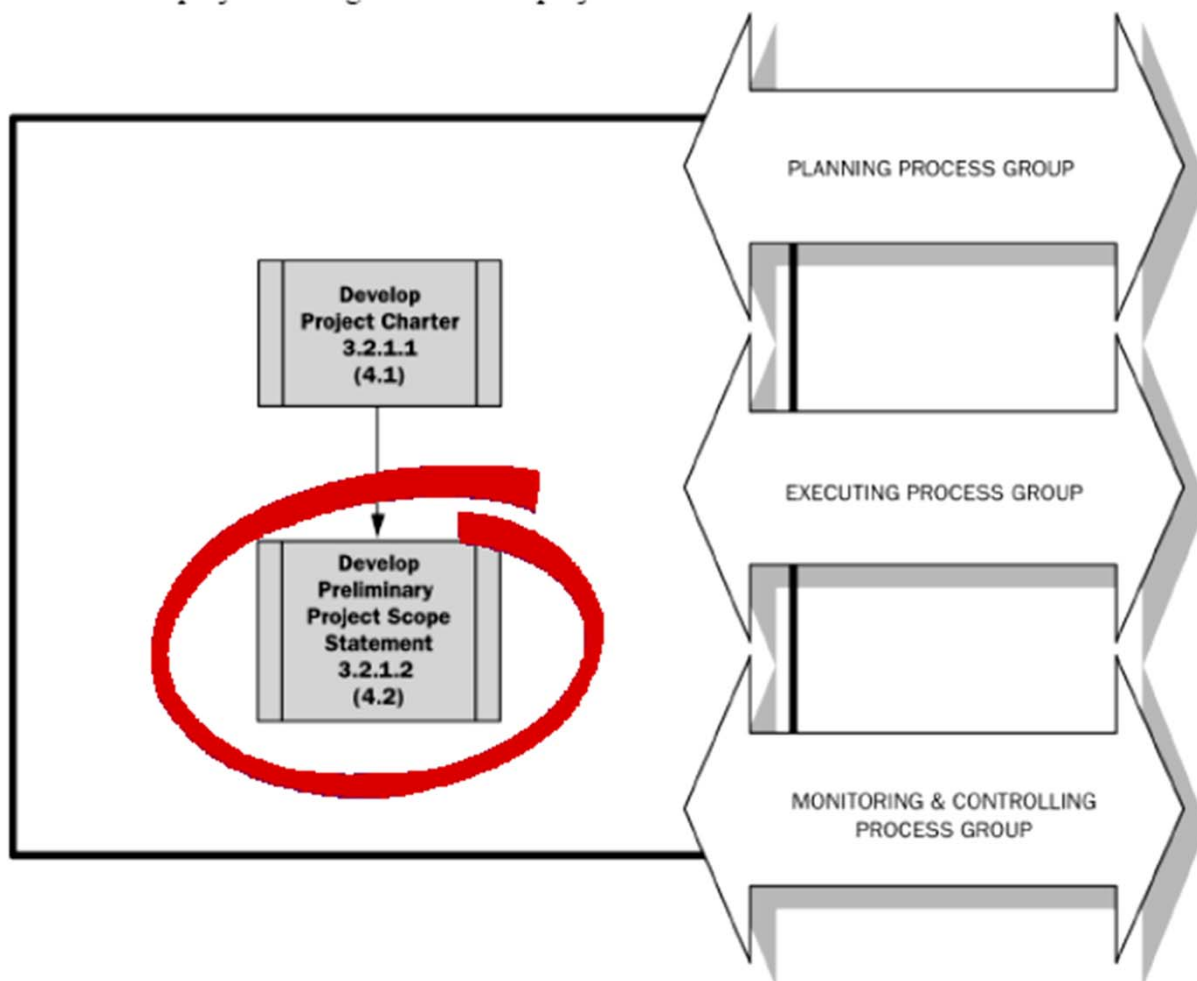 Develop
Project Charter
3.2.1.1
(4.1)
Develop
Preliminary
Project Scope
Statement
3.2.1.2
(4.2)
PLANNING PROCESS GROUP
EXECUTING PROCESS GROUP
MONITORING & CONTROLLING
PROCESS GROUP